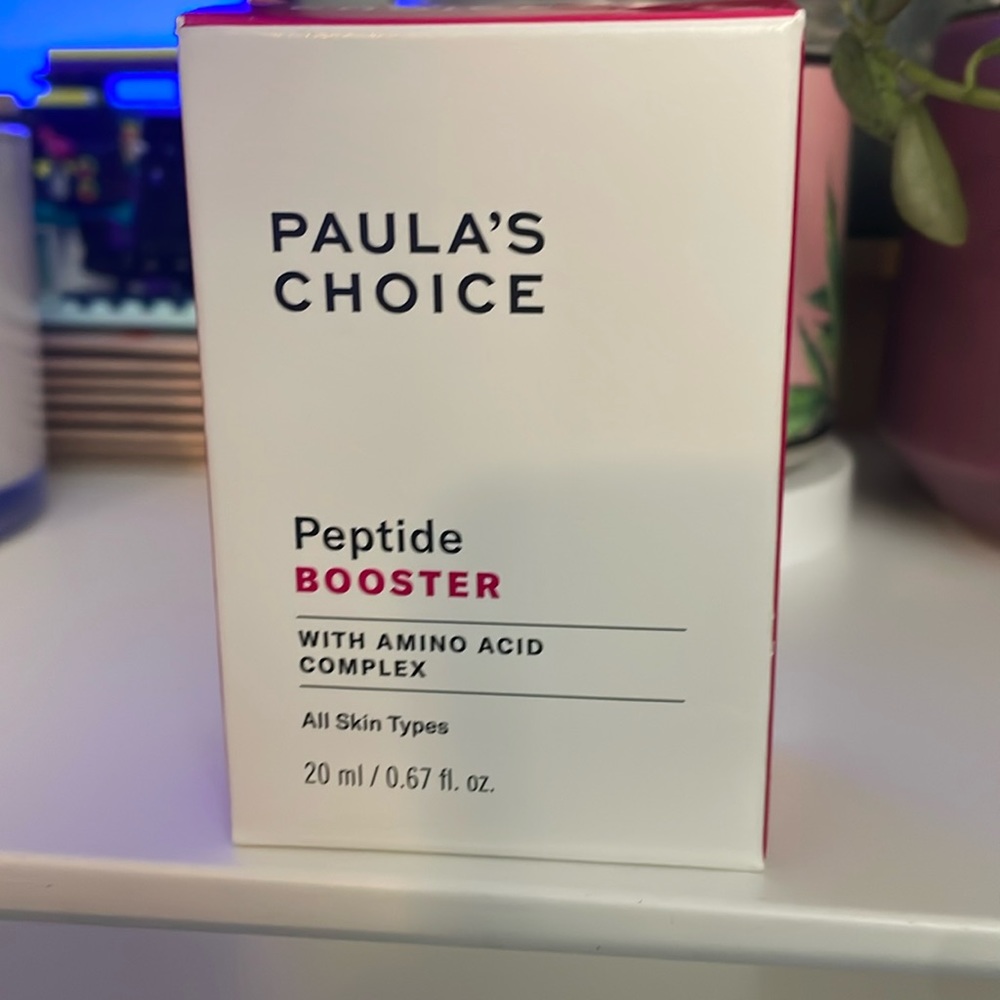 PAULA'S
CHOICE
Peptide
BOOSTER
WITH AMINO ACID
COMPLEX
All Skin Types
20 ml / 0.67 fl. oz.